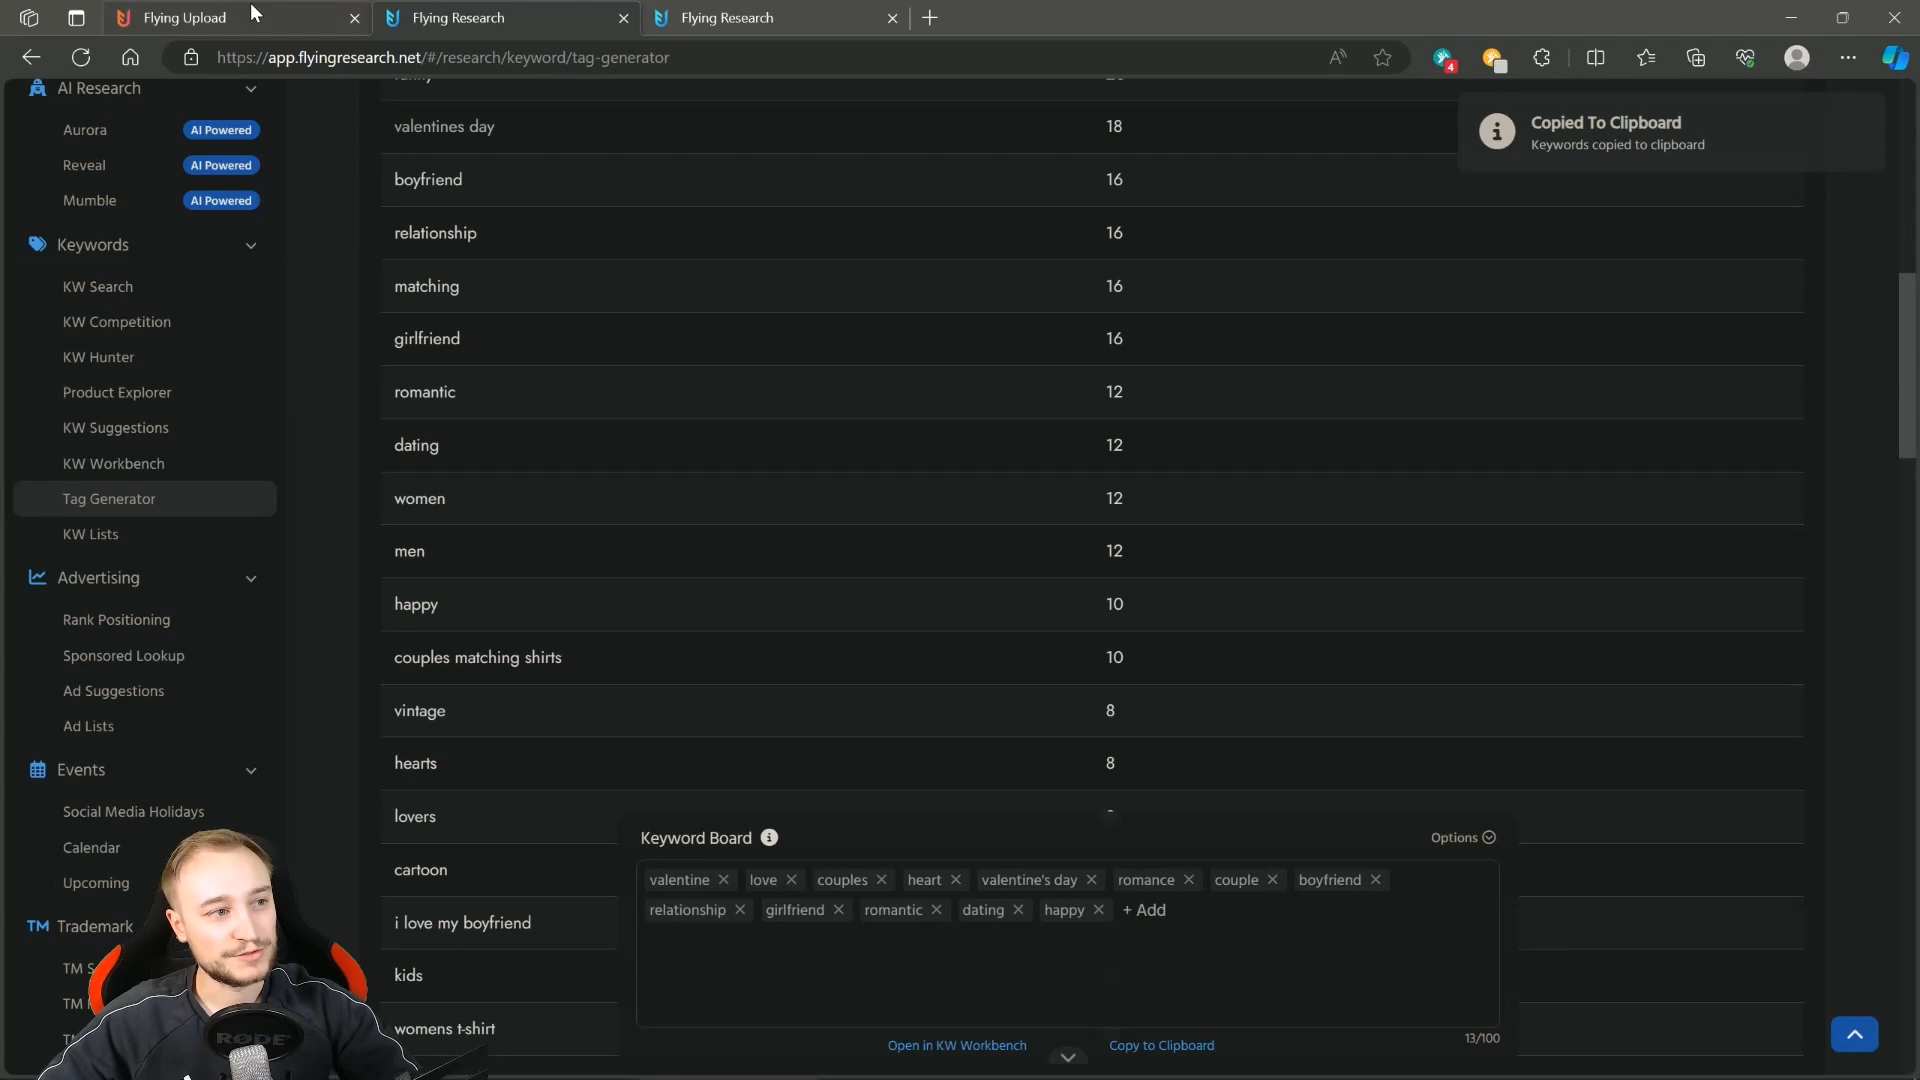 Flying Upload
Flying Research
Flying Research
https://app.flyingresearch.net/#/research/keyword/tag-generator
4
AI Research
Aurora AI Powered
Reveal AI Powered
Mumble AI Powered
Keywords
KW Search
KW Competition
KW Hunter
Product Explorer
KW Suggestions
KW Workbench
Tag Generator
KW Lists
Advertising
Rank Positioning
Sponsored Lookup
Ad Suggestions
Ad Lists
Events
Social Media Holidays
Calendar
Upcoming
TM Trademark
TM
TM
valentines day 18
boyfriend 16
relationship 16
matching 16
girlfriend 16
romantic 12
dating 12
women 12
men 12
happy 10
couples matching shirts 10
vintage 8
hearts 8
lovers
cartoon
i love my boyfriend
kids
womens t-shirt
Copied To Clipboard
Keywords copied to clipboard
Keyword Board
Options
valentine love couples heart valentine's day romance couple boyfriend
relationship girlfriend romantic dating happy + Add
13/100
Open in KW Workbench Copy to Clipboard
RØDE